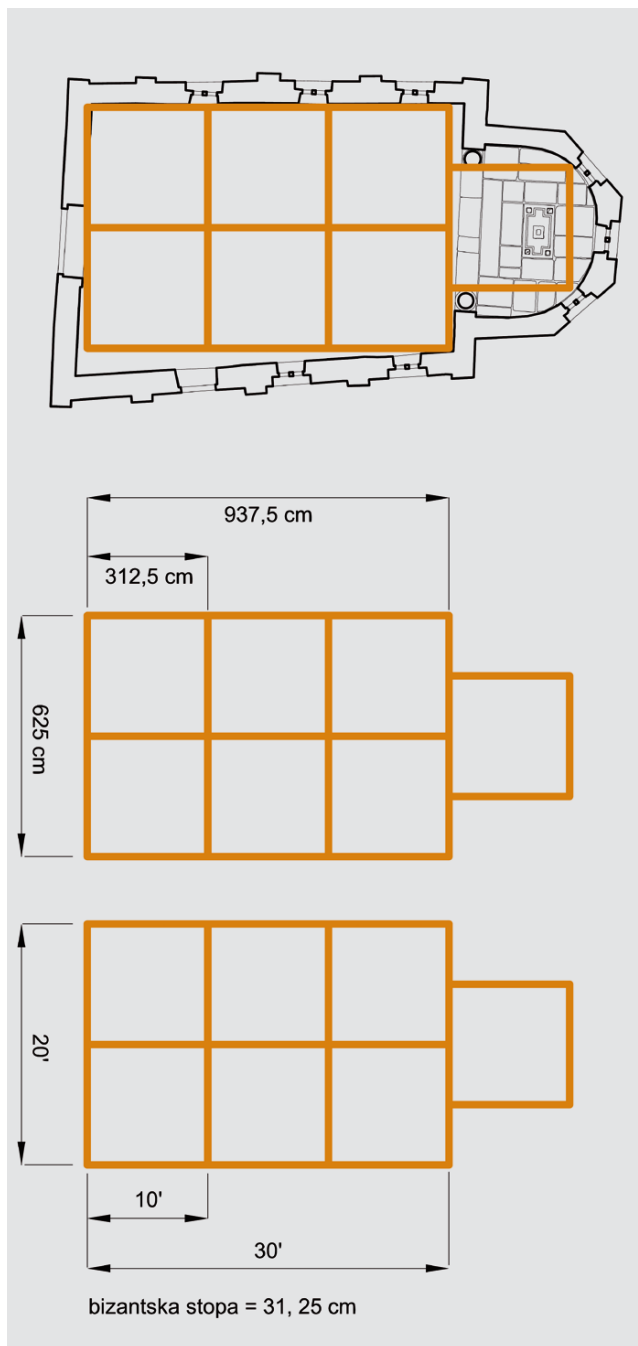 937,5 cm
312,5 cm
625 cm
20'
10'
30'
bizantska stopa = 31, 25 cm